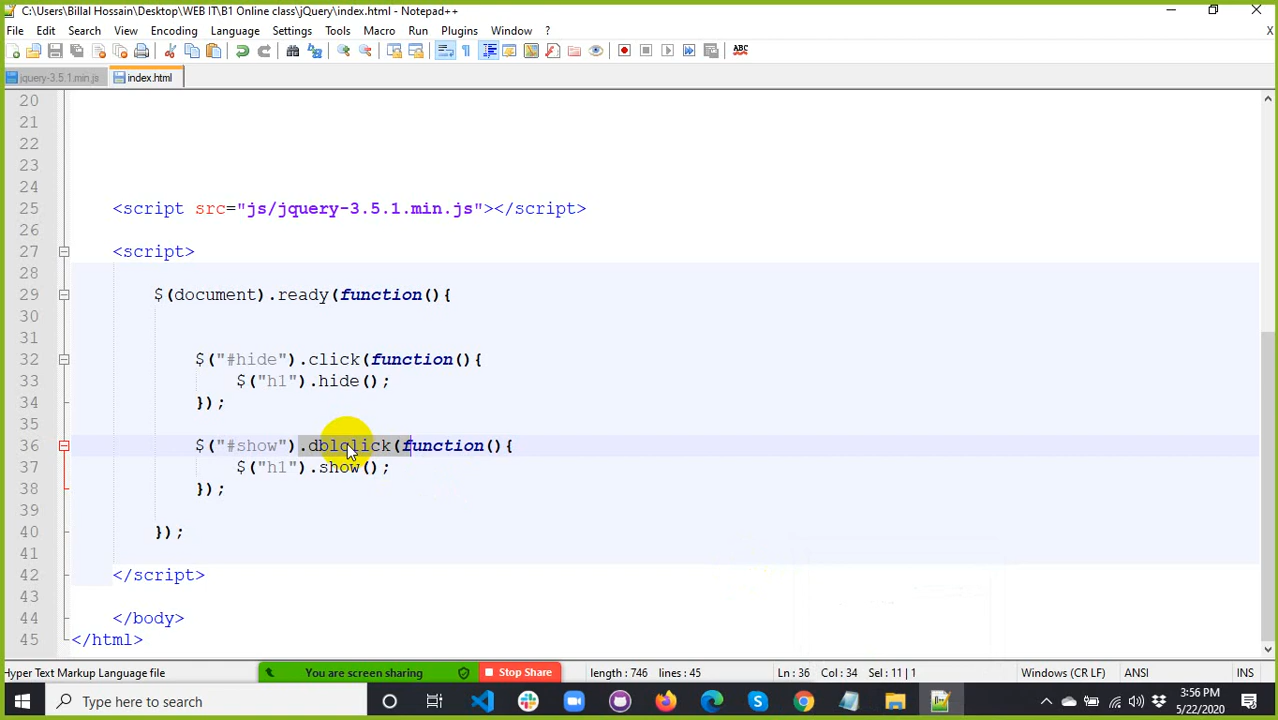 C:\Users\Billal Hossain\Desktop\WEB IT\B1 Online class\jQuery\index.html - Notepad++
File Edit Search View Encoding Language Settings Tools Macro Run Plugins Window ? X
ABC
jquery-3.5.1.min.js index.html
20
21
22
23
24
25 <script src="js/jquery-3.5.1.min.js"></script>
26
27 <script>
28
29 $(document).ready(function(){
30
31
32 $("#hide").click(function(){
33 $("h1").hide();
34 });
35
36 $("#show").dblclick(function(){
37 $("h1").show();
38 });
39
40 });
41
42 </script>
43
44 </body>
45 </html>
Hyper Text Markup Language file You are screen sharing Stop Share length : 746 lines : 45 Ln : 36 Col : 34 Sel : 11 | 1 Windows (CR LF) ANSI INS
Type here to search 3:56 PM
5/22/2020